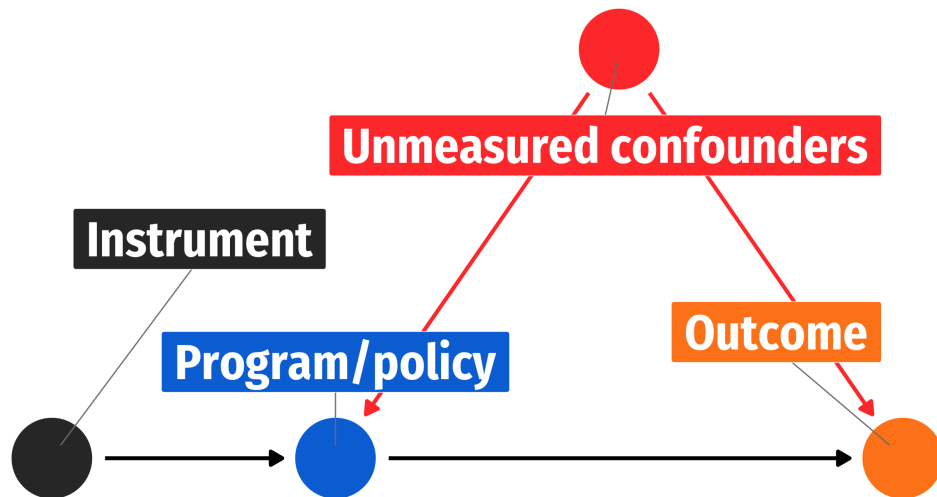 Unmeasured confounders
Instrument
Outcome
Program/policy